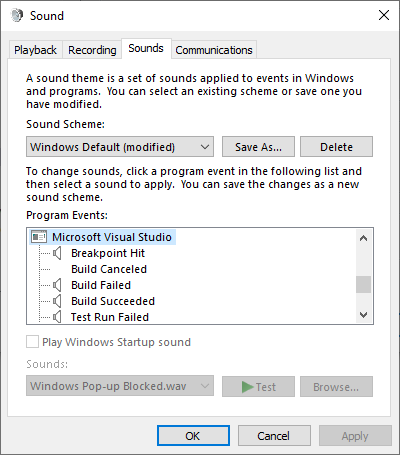 Sound
Playback Recording Sounds Communications
A sound theme is a set of sounds applied to events in Windows
and programs. You can select an existing scheme or save one you
have modified.
Sound Scheme:
Windows Default (modified) Save As... Delete
To change sounds, click a program event in the following list and
then select a sound to apply. You can save the changes as a new
sound scheme.
Program Events:
Microsoft Visual Studio
Breakpoint Hit
Build Canceled
Build Failed
Build Succeeded
Test Run Failed
Play Windows Startup sound
Sounds:
Windows Pop-up Blocked.wav Test Browse...
OK Cancel Apply